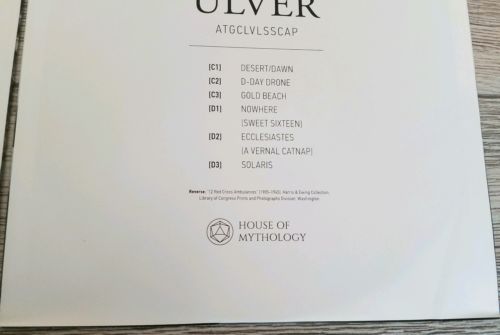 ULVER
ATGCLVLSSCAP
[C1] DESERT/DAWN
[C2] D-DAY DRONE
[C3] GOLD BEACH
[D1] NOWHERE
(SWEET SIXTEEN)
[D2] ECCLESIASTES
(A VERNAL CATNAP)
[D3] SOLARIS
Reverse: "12 Red Cross Ambulances" (1905-1945), Harris & Ewing Collection.
Library of Congress Prints and Photographs Division, Washington.
HOUSE OF
MYTHOLOGY